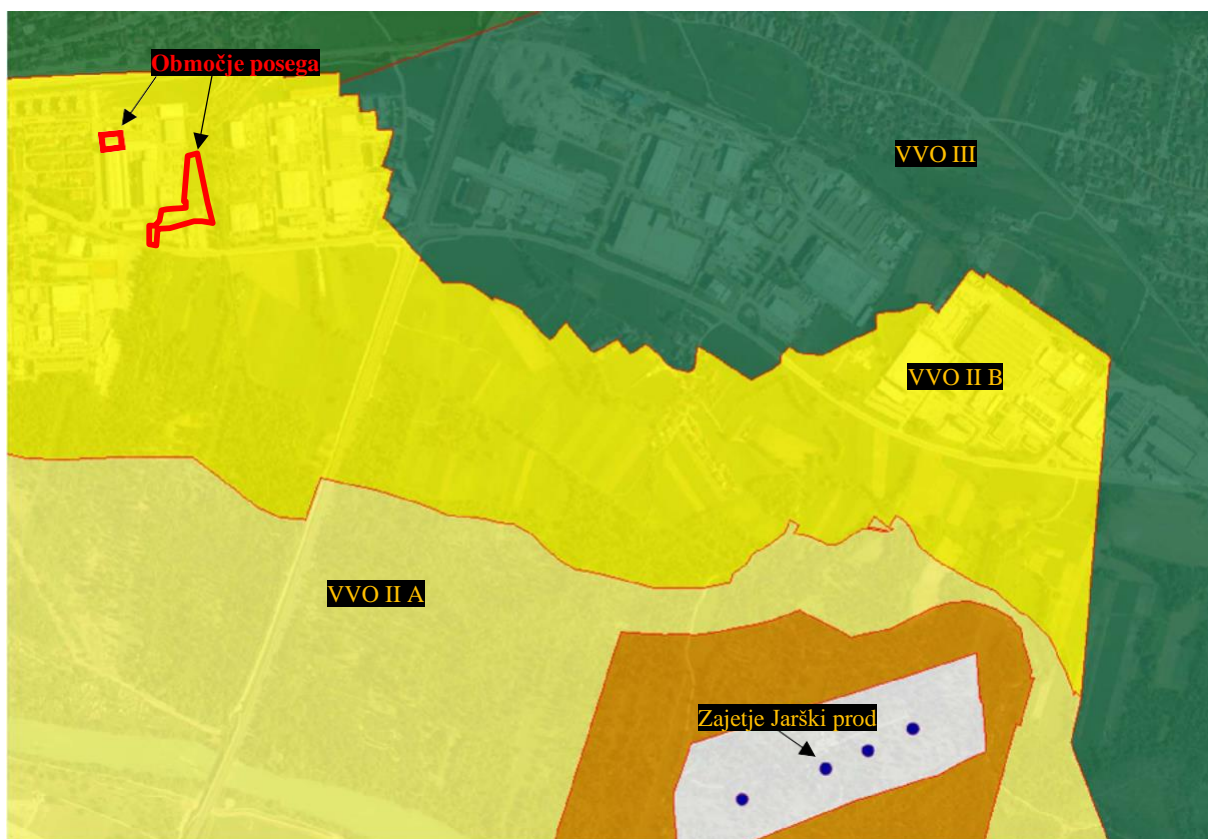 Območje posega
VVO III
VVO II B
VVO II A
Zajetje Jarški prod